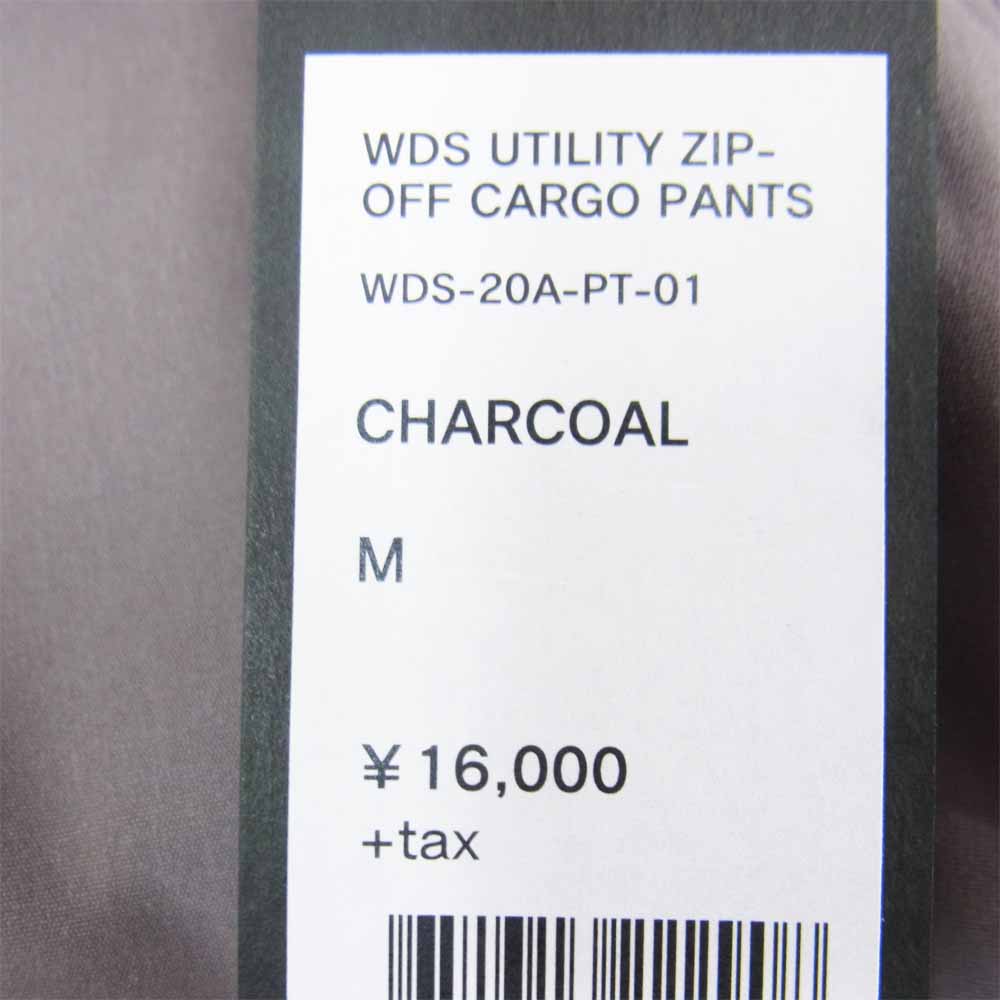 WDS UTILITY ZIP-
OFF CARGO PANTS
WDS-20A-PT-01
CHARCOAL
M
¥16,000
+tax